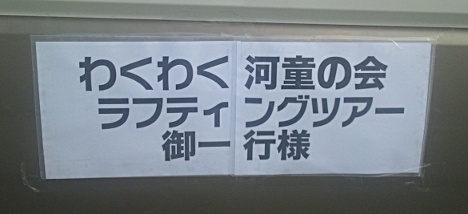 わくわく河童の会
ラフティングツアー
御一行様